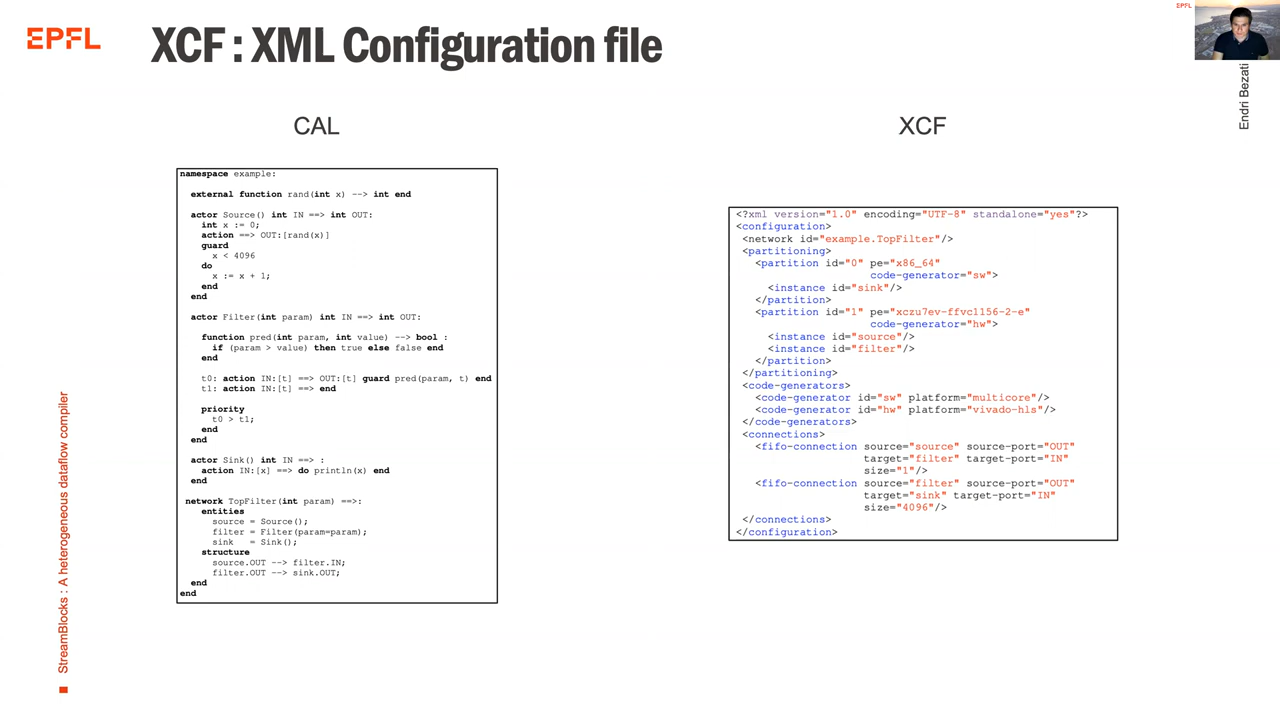 EPFL
XCF : XML Configuration file
EPFL
Endri Bezati
StreamBlocks : A heterogeneous dataflow compiler
CAL
namespace example:
external function rand(int x) --> int end
actor Source() int IN ==> int OUT:
int x := 0;
action ==> OUT:[rand(x)]
guard
x < 4096
do
x := x + 1;
end
end
actor Filter(int param) int IN ==> int OUT:
function pred(int param, int value) --> bool :
if (param > value) then true else false end
end
t0: action IN:[t] ==> OUT:[t] guard pred(param, t) end
t1: action IN:[t] ==> end
priority
t0 > t1;
end
end
actor Sink() int IN ==> :
action IN:[x] ==> do println(x) end
end
network TopFilter(int param) ==>:
entities
source = Source();
filter = Filter(param=param);
sink   = Sink();
structure
source.OUT --> filter.IN;
filter.OUT --> sink.OUT;
end
end
XCF
<?xml version="1.0" encoding="UTF-8" standalone="yes"?>
<configuration>
<network id="example.TopFilter"/>
<partitioning>
<partition id="0" pe="x86_64"
code-generator="sw">
<instance id="sink"/>
</partition>
<partition id="1" pe="xczu7ev-ffvc1156-2-e"
code-generator="hw">
<instance id="source"/>
<instance id="filter"/>
</partition>
</partitioning>
<code-generators>
<code-generator id="sw" platform="multicore"/>
<code-generator id="hw" platform="vivado-hls"/>
</code-generators>
<connections>
<fifo-connection source="source" source-port="OUT"
target="filter" target-port="IN"
size="1"/>
<fifo-connection source="filter" source-port="OUT"
target="sink" target-port="IN"
size="4096"/>
</connections>
</configuration>